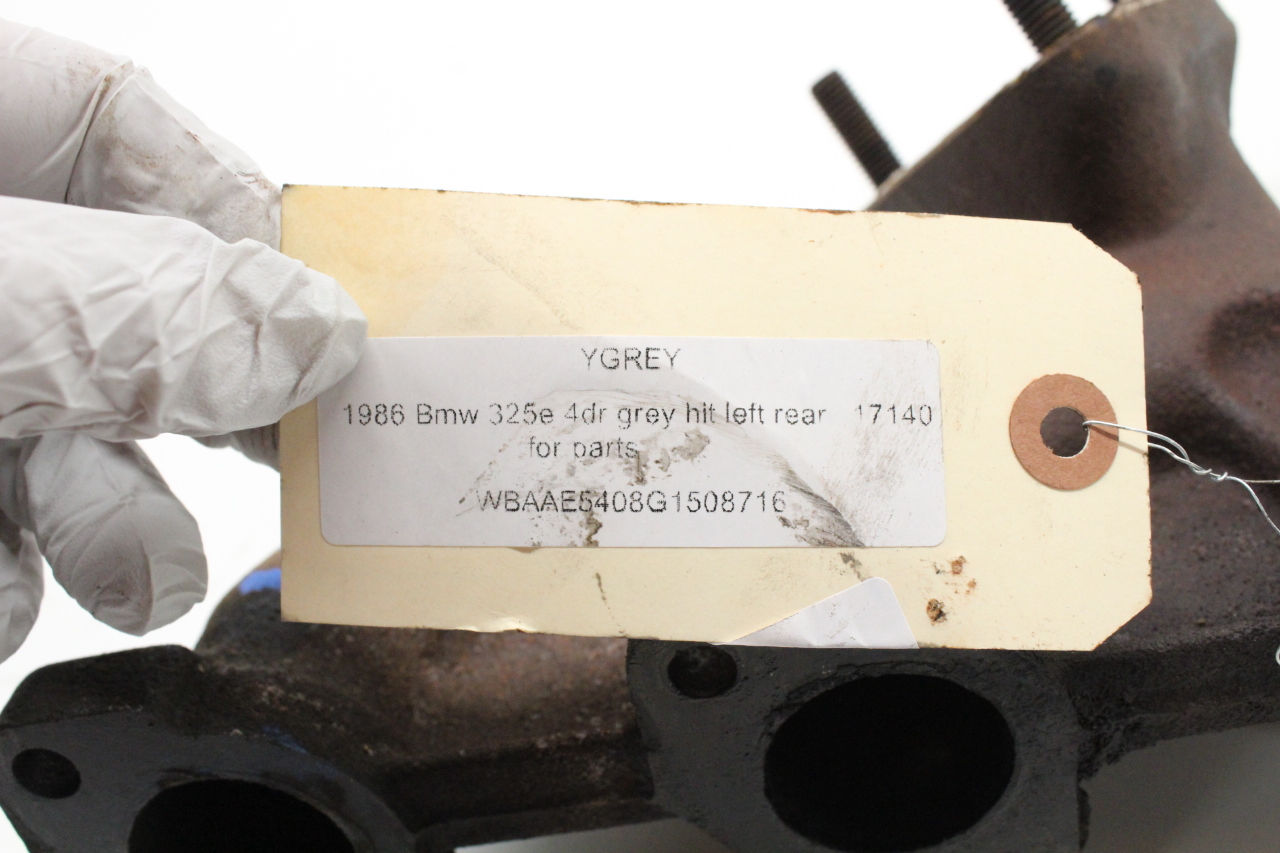 YGREY
1986 Bmw 325e 4dr grey hit left rear 17140
for parts
WBAAE5408G1508716